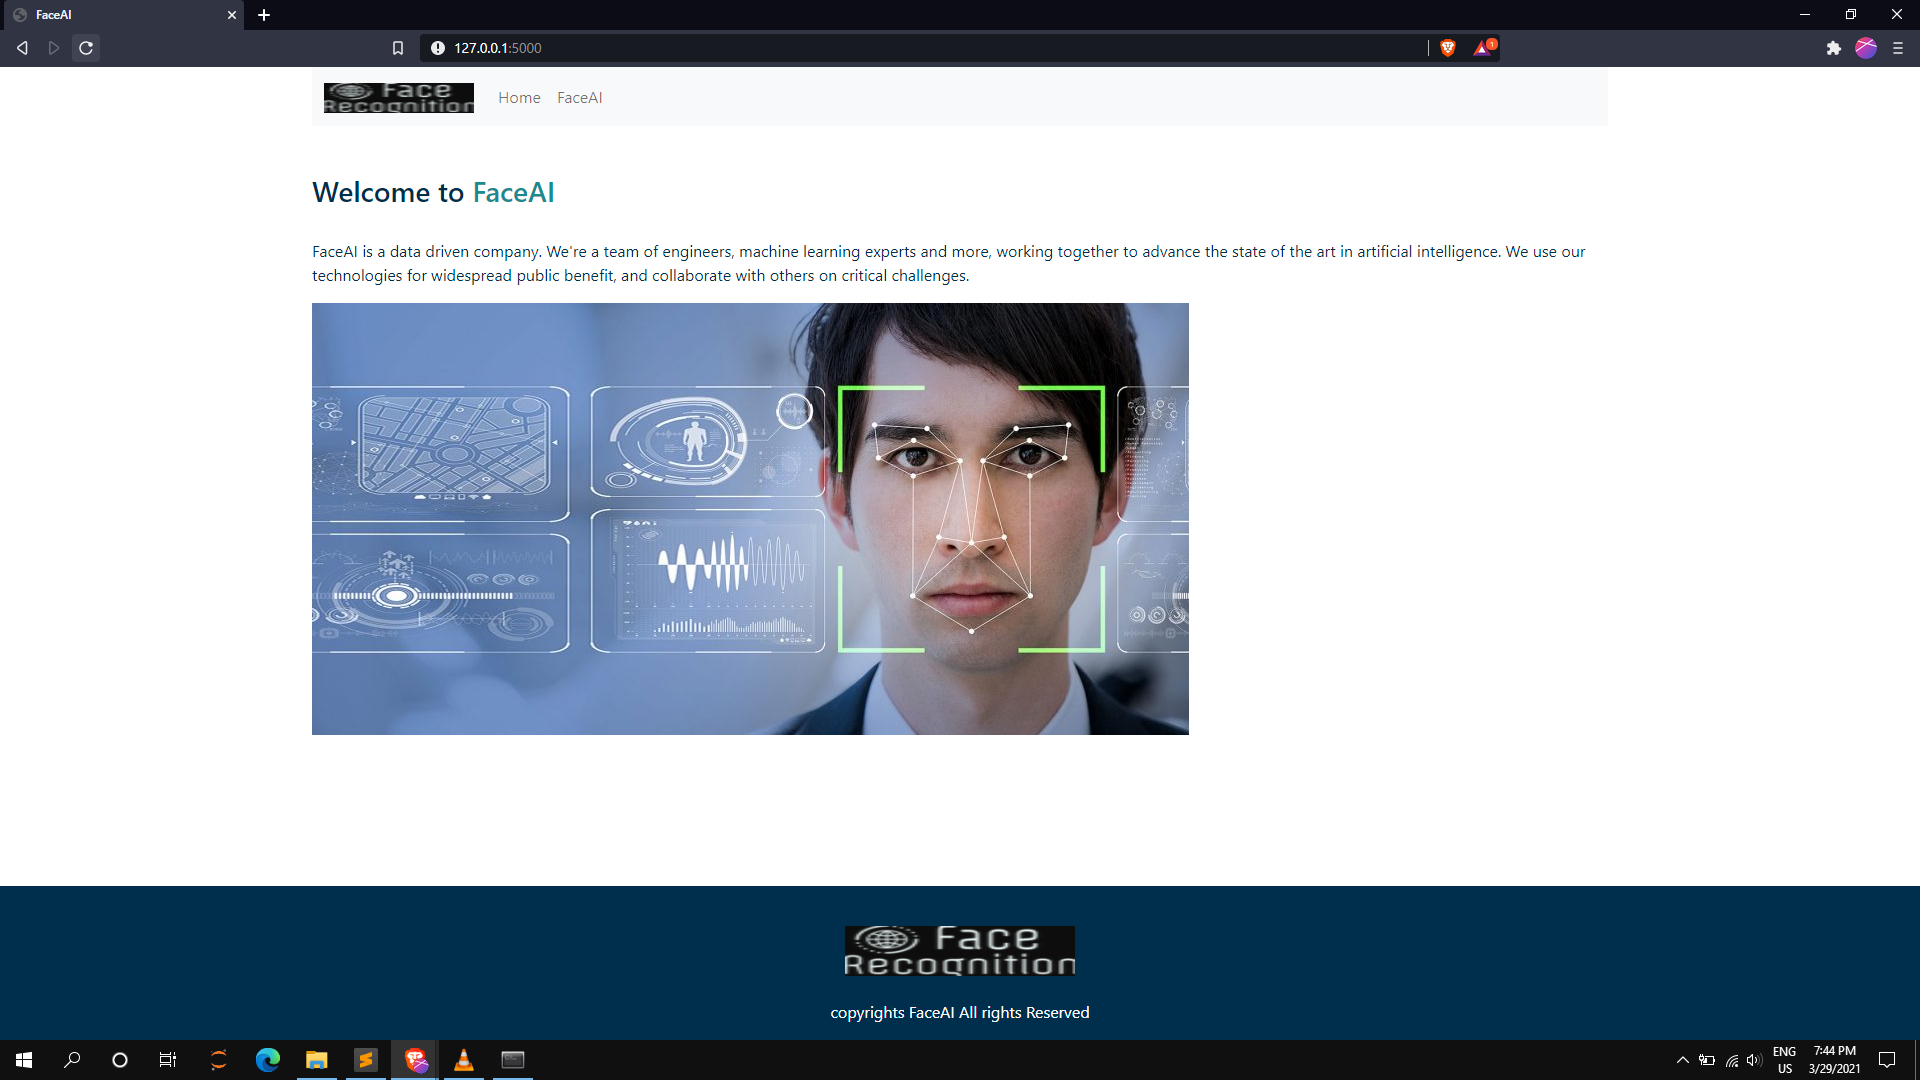 FaceAI
127.0.0.1:5000
1
Face
Recognition
Home
FaceAI
Welcome to FaceAI
FaceAI is a data driven company. We're a team of engineers, machine learning experts and more, working together to advance the state of the art in artificial intelligence. We use our
technologies for widespread public benefit, and collaborate with others on critical challenges.
Face
Recognition
copyrights FaceAI All rights Reserved
ENG
US
7:44 PM
3/29/2021